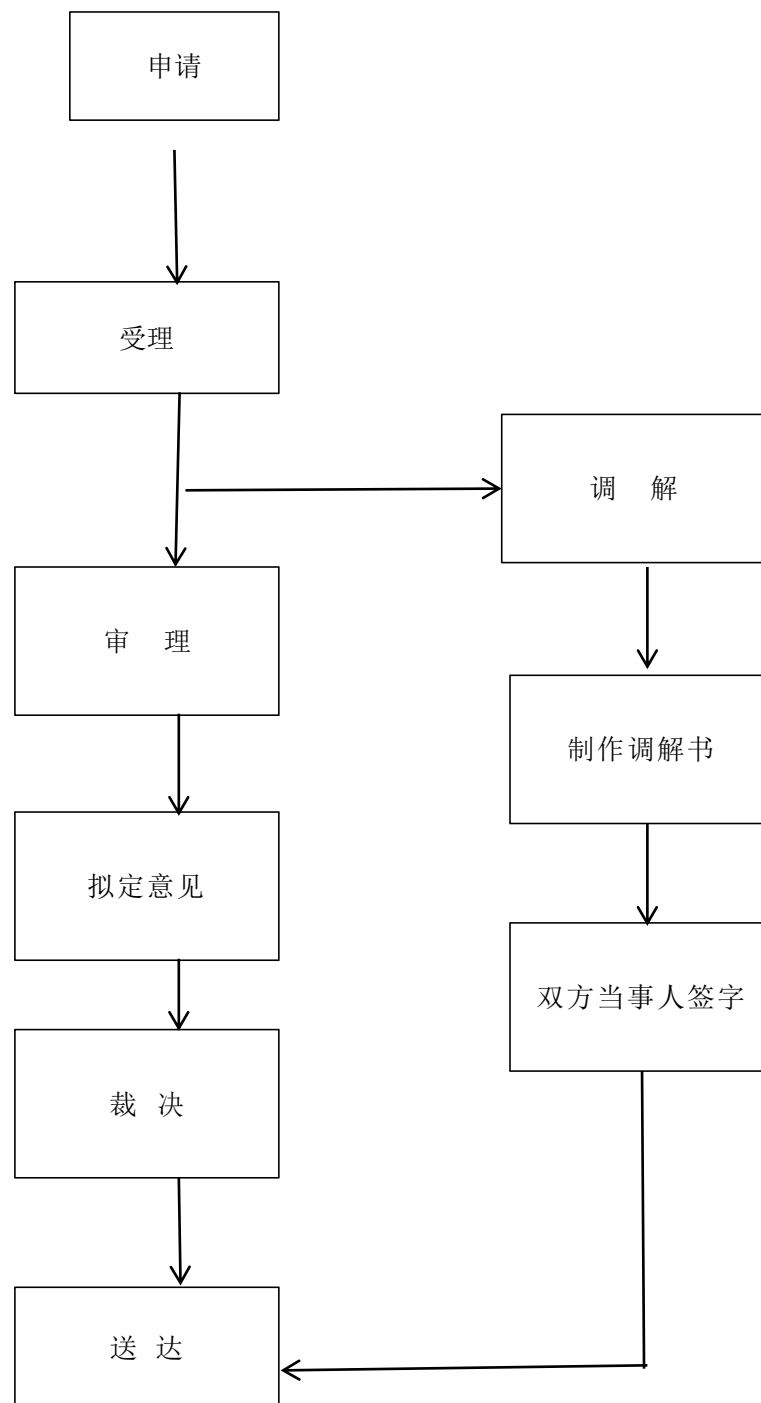 申请
受理
调 解
审 理
制作调解书
拟定意见
双方当事人签字
裁 决
送 达